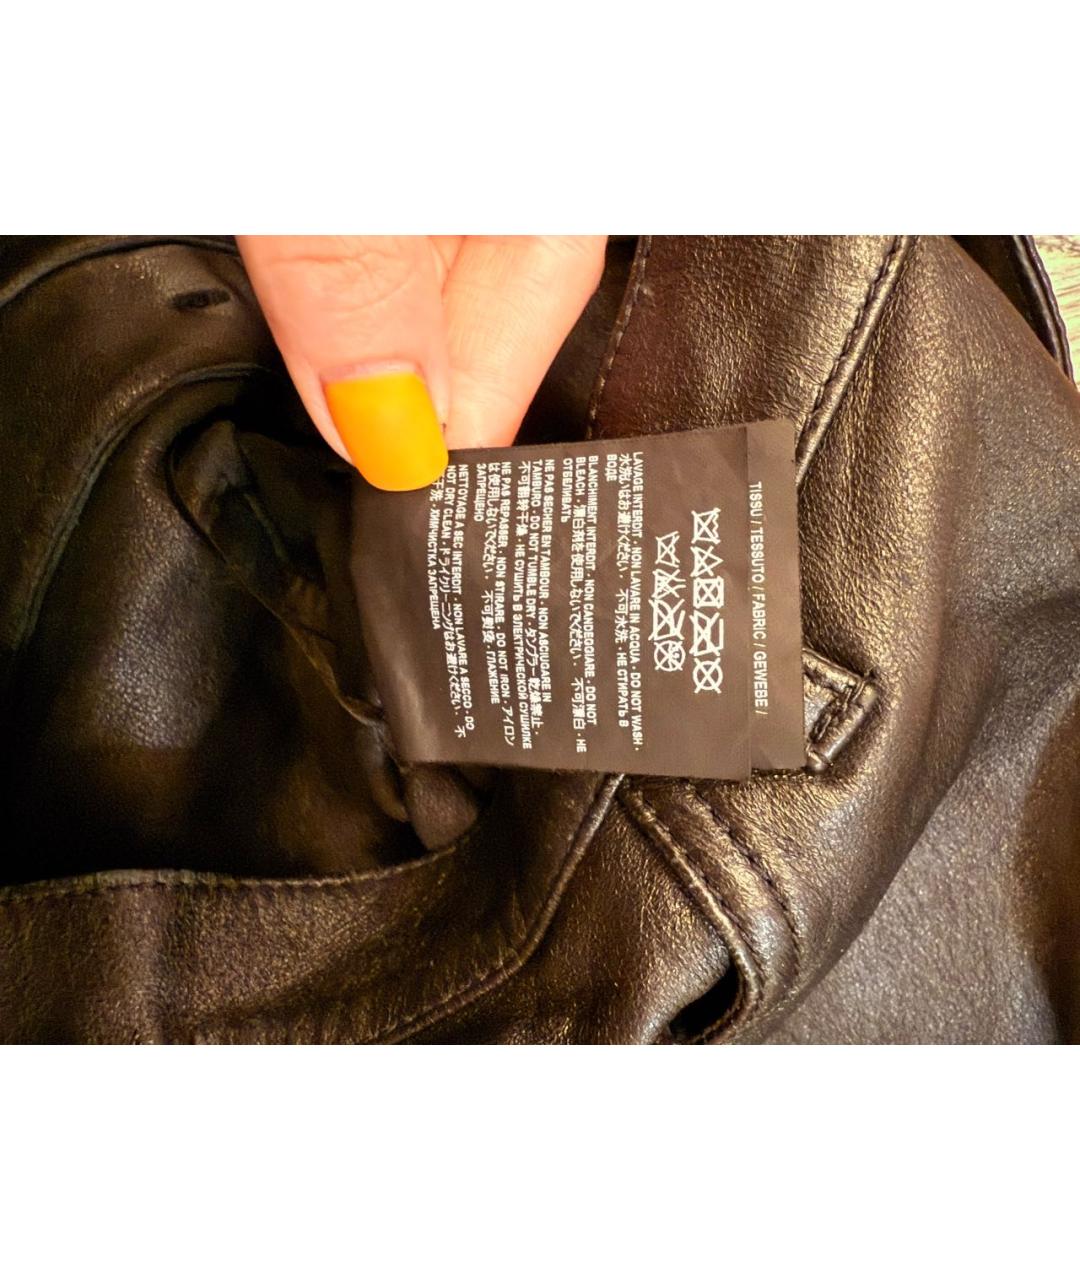 TISSU / TESSUTO / FABRIC / GEWEBE /
LAVAGE INTERDIT . NON LAVARE IN ACQUA . DO NOT WASH .
水洗いはお避けください . 不可水洗 . НЕ СТИРАТЬ В
ВОДЕ
BLANCHIMENT INTERDIT . NON CANDEGGIARE . DO NOT
BLEACH . 漂白剤を使用しないでください . 不可漂白 . НЕ
ОТБЕЛИВАТЬ
NE PAS SECHER EN TAMBOUR . NON ASCIUGARE IN
TAMBURO . DO NOT TUMBLE DRY . タンブラー乾燥禁止 .
不可翻转干燥 . НЕ СУШИТЬ В ЭЛЕКТРИЧЕСКОЙ СУШИЛКЕ
NE PAS REPASSER . NON STIRARE . DO NOT IRON . アイロン
は使用しないでください . 不可熨烫 . ГЛАЖЕНИЕ
ЗАПРЕЩЕНО
NETTOYAGE A SEC INTERDIT . NON LAVARE A SECCO . DO
NOT DRY CLEAN . ドライクリーニングはお避けください . 不
干洗 . ХИМЧИСТКА ЗАПРЕЩЕНА